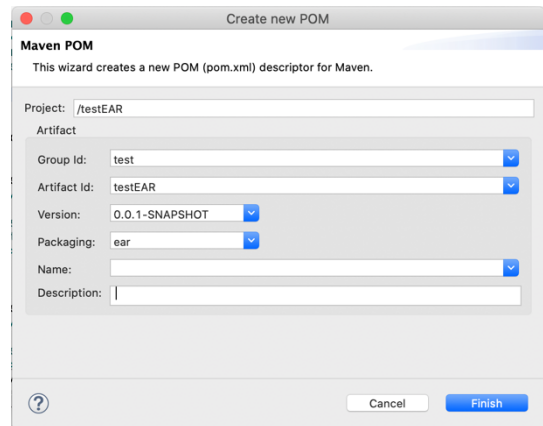 Create new POM
Maven POM
This wizard creates a new POM (pom.xml) descriptor for Maven.
Project: /testEAR
Artifact
Group Id: test
Artifact Id: testEAR
Version: 0.0.1-SNAPSHOT
Packaging: ear
Name:
Description:
? Cancel Finish